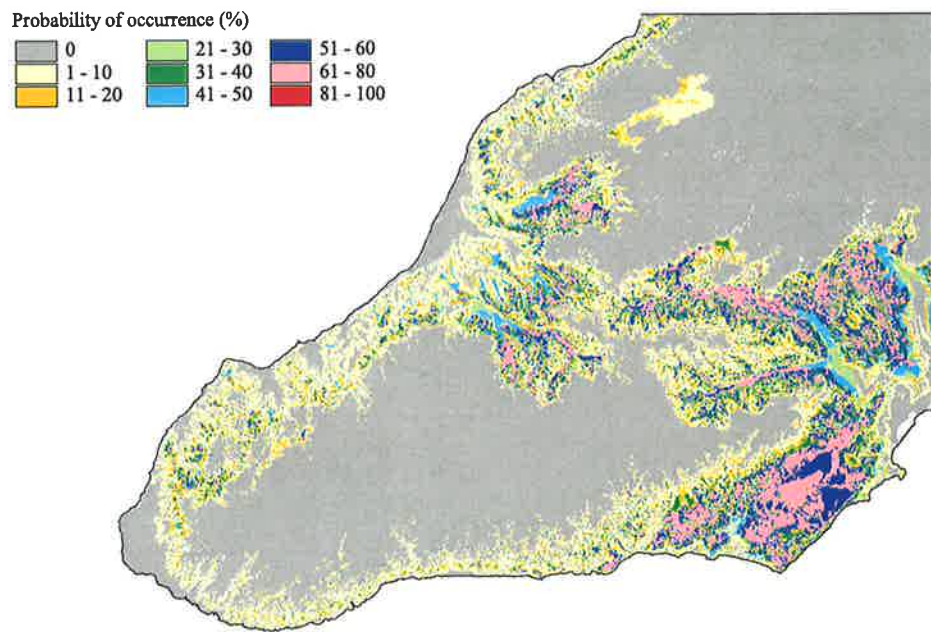 Probability of occurrence (%)
0 21 - 30 51 - 60
1 - 10 31 - 40 61 - 80
11 - 20 41 - 50 81 - 100